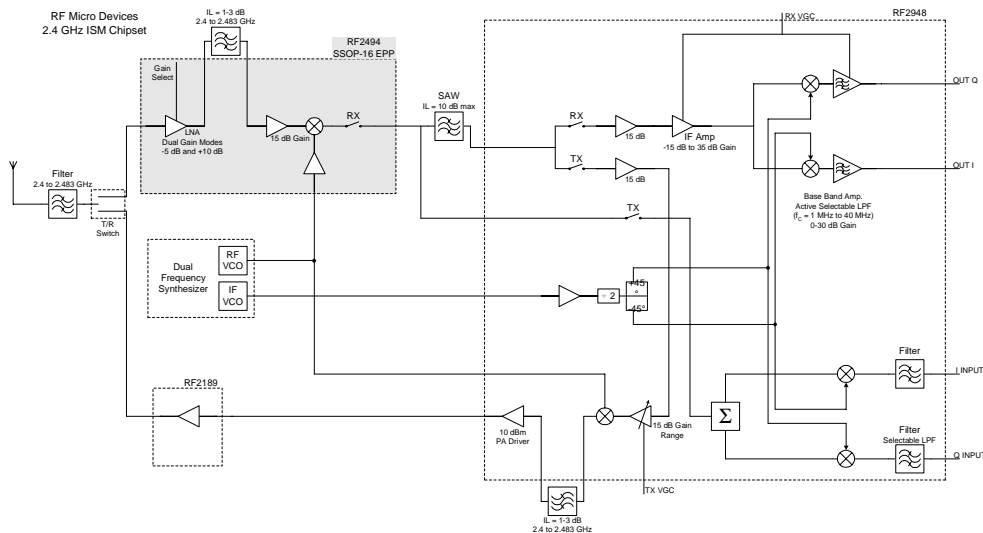 RF Micro Devices
2.4 GHz ISM Chipset
IL = 1-3 dB
2.4 to 2.483 GHz
RF2494
SSOP-16 EPP
Gain
Select
LNA
Dual Gain Modes
-5 dB and +10 dB
15 dB Gain
RX
SAW
IL = 10 dB max
RX VGC
RF2948
RX
15 dB
IF Amp
-15 dB to 35 dB Gain
OUT Q
TX
15 dB
OUT I
Base Band Amp.
Active Selectable LPF
(fC = 1 MHz to 40 MHz)
0-30 dB Gain
Filter
2.4 to 2.483 GHz
T/R
Switch
TX
Dual
Frequency
Synthesizer
RF
VCO
IF
VCO
÷ 2
+45
°
-45°
RF2189
10 dBm
PA Driver
15 dB Gain
Range
Σ
Filter
I INPUT
Filter
Selectable LPF
Q INPUT
TX VGC
IL = 1-3 dB
2.4 to 2.483 GHz